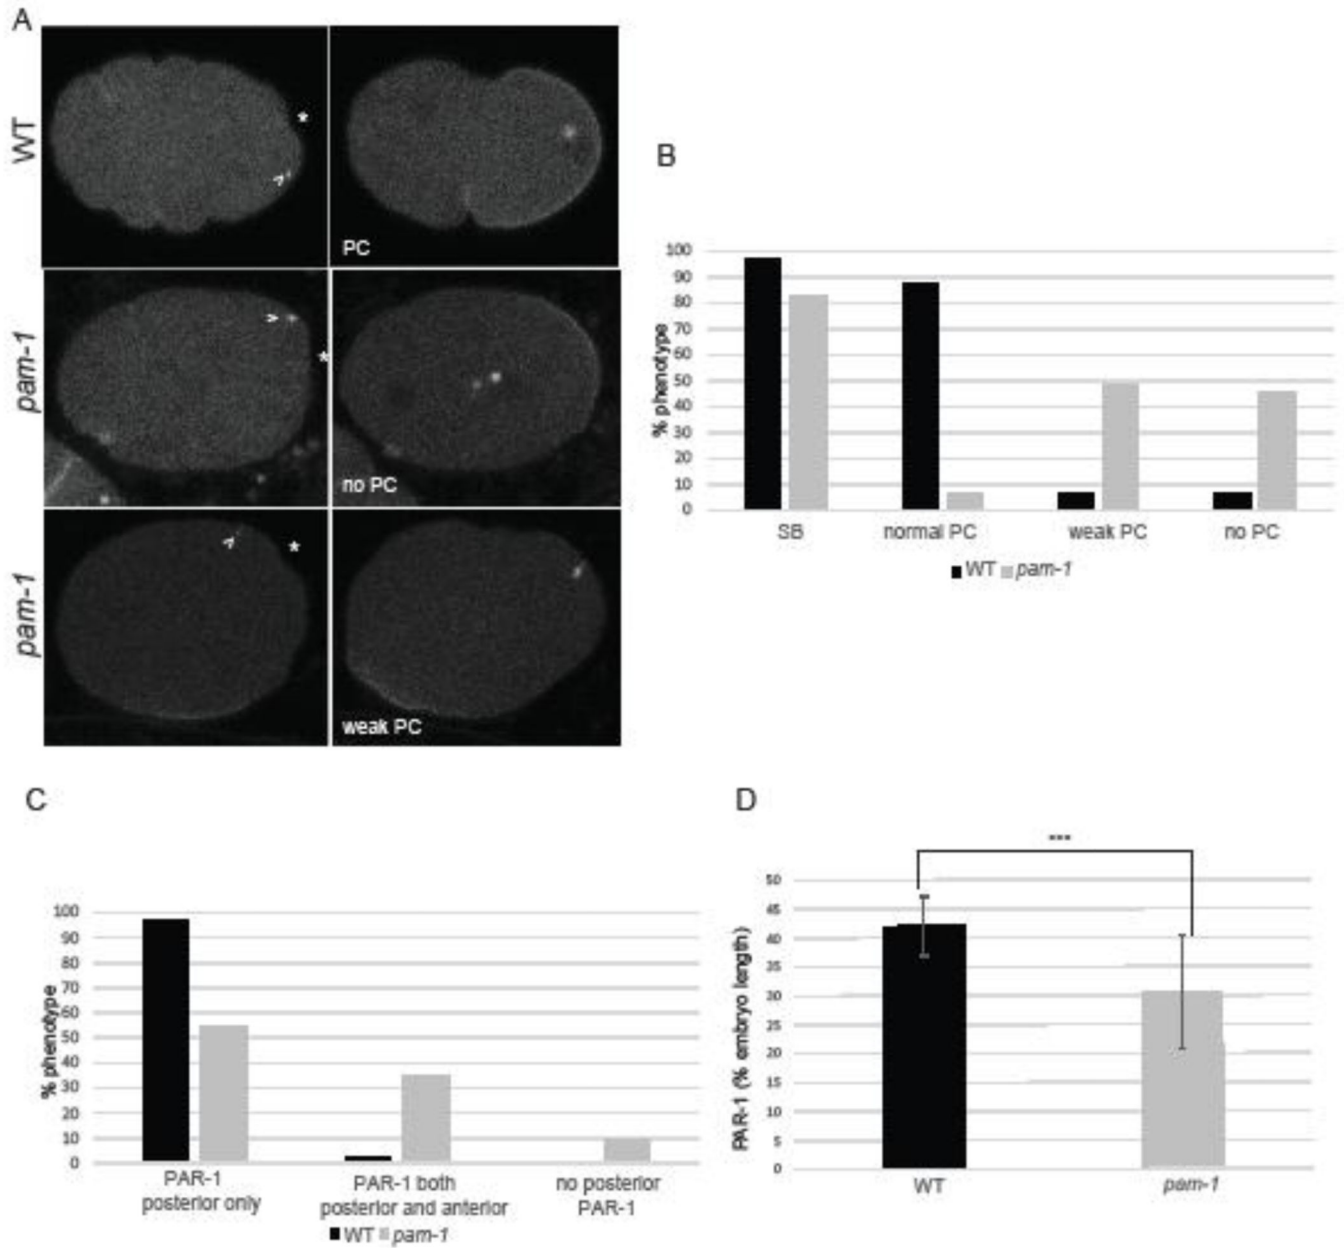 A
WT
*
PC
pam-1
*
no PC
pam-1
*
weak PC
B
% phenotype
100
90
80
70
60
50
40
30
20
10
0
SB normal PC weak PC no PC
WT pam-1
C
% phenotype
100
90
80
70
60
50
40
30
20
10
0
PAR-1
posterior only
PAR-1 both
posterior and anterior
no posterior
PAR-1
WT pam-1
D
***
PAR-1 (% embryo length)
50
45
40
35
30
25
20
15
10
5
0
WT pam-1